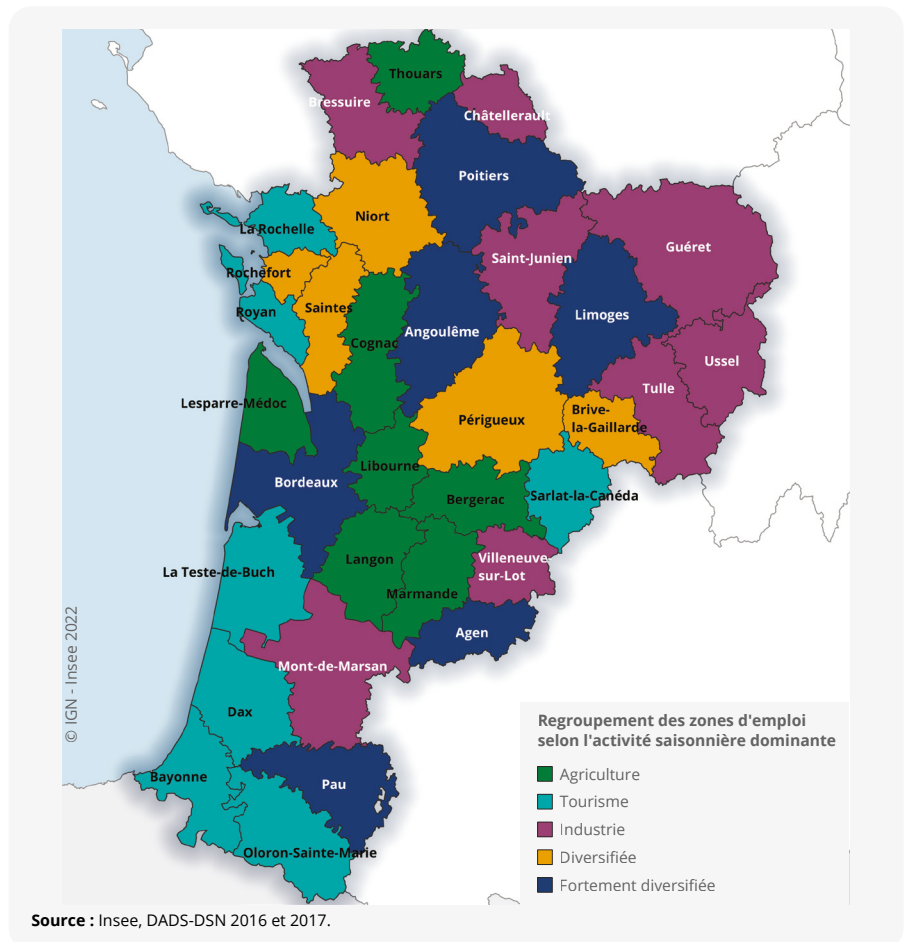 Thouars
Bressuire
Châtellerault
Poitiers
Niort
La Rochelle
Guéret
Saint-Junien
Rochefort
Saintes
Royan
Limoges
Angoulême
Cognac
Ussel
Tulle
Lesparre-Médoc
Périgueux
Brive-
la-Gaillarde
Libourne
Bordeaux
Bergerac
Sarlat-la-Canéda
Langon
Villeneuve
sur-Lot
La Teste-de-Buch
Marmande
Agen
Mont-de-Marsan
Dax
Bayonne
Pau
Oloron-Sainte-Marie
© IGN - Insee 2022
Regroupement des zones d'emploi
selon l'activité saisonnière dominante
Agriculture
Tourisme
Industrie
Diversifiée
Fortement diversifiée
Source : Insee, DADS-DSN 2016 et 2017.